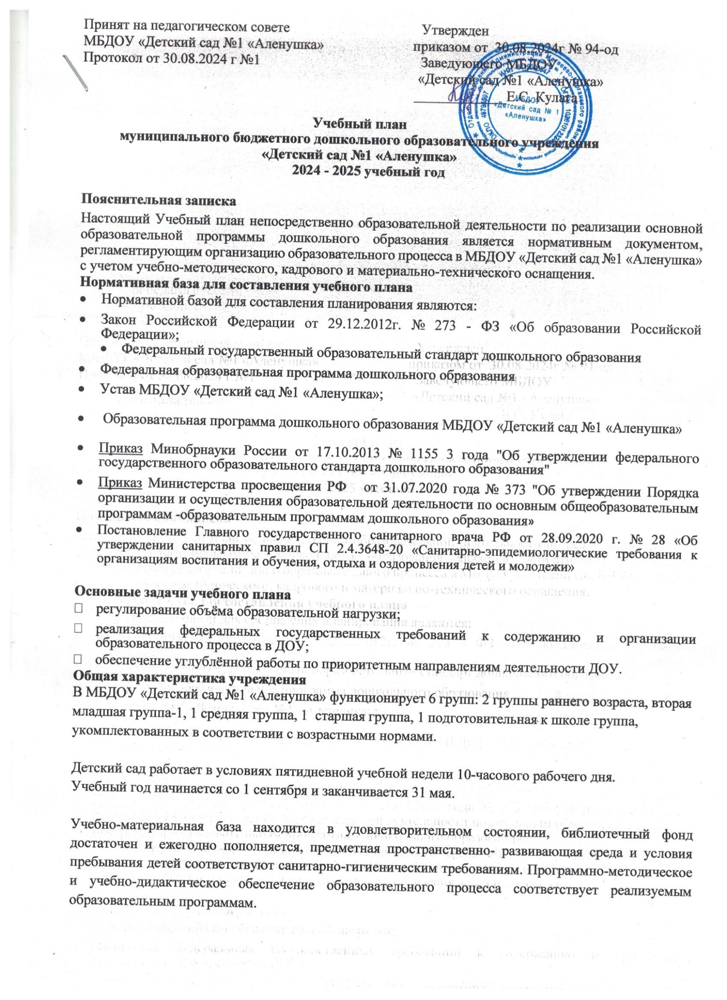 Принят на педагогическом совете
МБДОУ «Детский сад №1 «Аленушка»
Протокол от 30.08.2024 г №1
Утвержден
приказом от 30.08.2024г № 94-од
Заведующего МБДОУ
«Детский сад №1 «Аленушка»
Е.С. Кулага
МБДОУ
«Детский сад № 1
«Аленушка»
Учебный план
муниципального бюджетного дошкольного образовательного учреждения
«Детский сад №1 «Аленушка»
2024 - 2025 учебный год
Пояснительная записка
Настоящий Учебный план непосредственно образовательной деятельности по реализации основной
образовательной программы дошкольного образования является нормативным документом,
регламентирующим организацию образовательного процесса в МБДОУ «Детский сад №1 «Аленушка»
с учетом учебно-методического, кадрового и материально-технического оснащения.
Нормативная база для составления учебного плана
• Нормативной базой для составления планирования являются:
• Закон Российской Федерации от 29.12.2012г. № 273 - ФЗ «Об образовании Российской
Федерации»;
• Федеральный государственный образовательный стандарт дошкольного образования
• Федеральная образовательная программа дошкольного образования
• Устав МБДОУ «Детский сад №1 «Аленушка»;
• Образовательная программа дошкольного образования МБДОУ «Детский сад №1 «Аленушка»
• Приказ Минобрнауки России от 17.10.2013 № 1155 3 года "Об утверждении федерального
государственного образовательного стандарта дошкольного образования"
• Приказ Министерства просвещения РФ от 31.07.2020 года № 373 "Об утверждении Порядка
организации и осуществления образовательной деятельности по основным общеобразовательным
программам -образовательным программам дошкольного образования»
• Постановление Главного государственного санитарного врача РФ от 28.09.2020 г. № 28 «Об
утверждении санитарных правил СП 2.4.3648-20 «Санитарно-эпидемиологические требования к
организациям воспитания и обучения, отдыха и оздоровления детей и молодежи»
Основные задачи учебного плана
регулирование объёма образовательной нагрузки;
реализация федеральных государственных требований к содержанию и организации
образовательного процесса в ДОУ;
обеспечение углублённой работы по приоритетным направлениям деятельности ДОУ.
Общая характеристика учреждения
В МБДОУ «Детский сад №1 «Аленушка» функционирует 6 групп: 2 группы раннего возраста, вторая
младшая группа-1, 1 средняя группа, 1 старшая группа, 1 подготовительная к школе группа,
укомплектованных в соответствии с возрастными нормами.
Детский сад работает в условиях пятидневной учебной недели 10-часового рабочего дня.
Учебный год начинается со 1 сентября и заканчивается 31 мая.
Учебно-материальная база находится в удовлетворительном состоянии, библиотечный фонд
достаточен и ежегодно пополняется, предметная пространственно- развивающая среда и условия
пребывания детей соответствуют санитарно-гигиеническим требованиям. Программно-методическое
и учебно-дидактическое обеспечение образовательного процесса соответствует реализуемым
образовательным программам.